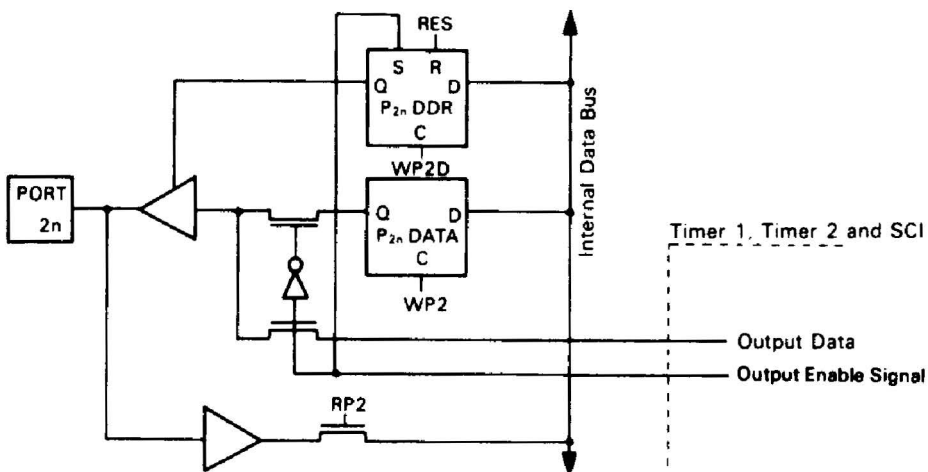 RES
S R
Q D
P2n DDR
C
WP2D
PORT
2n
Q D
P2n DATA
C
WP2
Internal Data Bus
Timer 1, Timer 2 and SCI
Output Data
Output Enable Signal
RP2